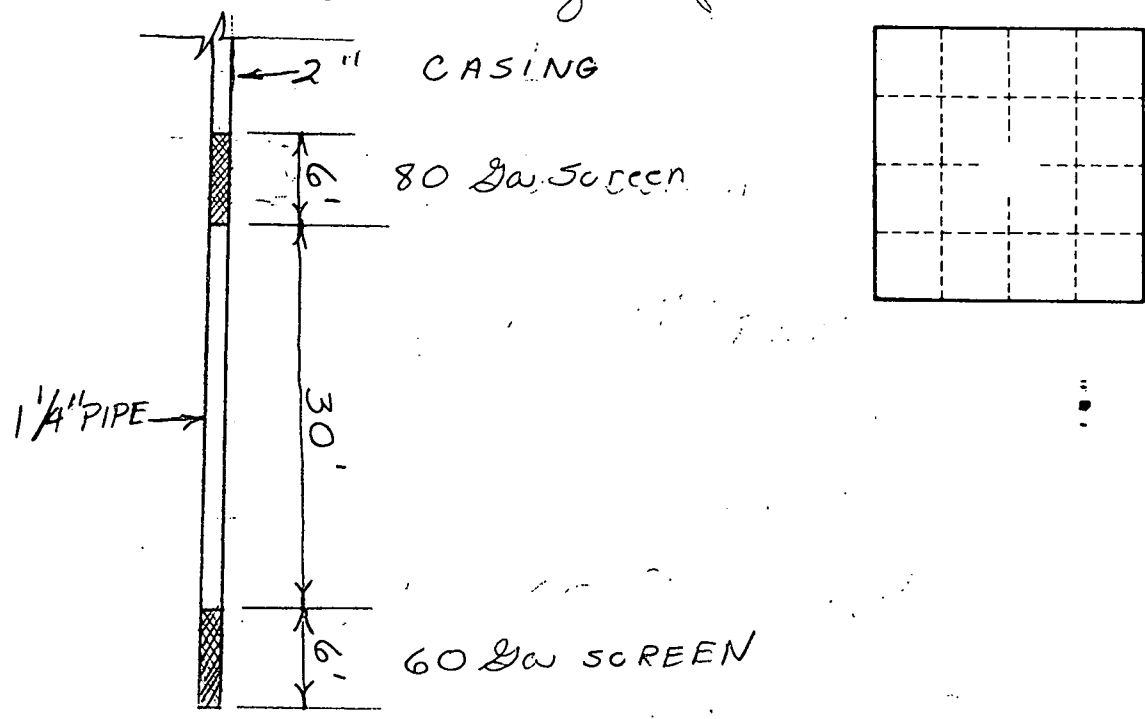 2" CASING
6'
80 Ga Screen
30'
1 1/4" PIPE
6'
60 Ga SCREEN